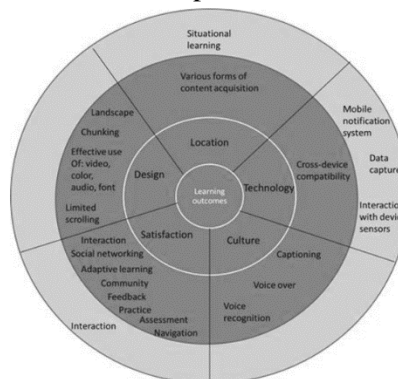 Situational
learning
Various forms of
content acquisition
Landscape
Chunking
Effective use
Of: video,
color,
audio, font
Limited
scrolling
Location
Design
Learning
outcomes
Technology
Cross-device
compatibility
Mobile
notification
system
Data
capture
Interaction
with device
sensors
Satisfaction
Culture
Interaction
Social networking
Adaptive learning
Community
Feedback
Practice
Assessment
Navigation
Captioning
Voice over
Voice
recognition
Interaction